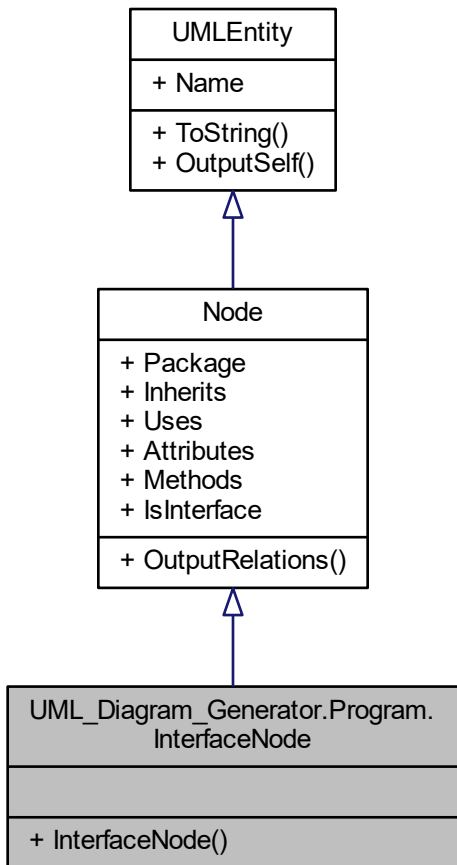 UMLEntity
+ Name
+ ToString()
+ OutputSelf()
Node
+ Package
+ Inherits
+ Uses
+ Attributes
+ Methods
+ IsInterface
+ OutputRelations()
UML_Diagram_Generator.Program.
InterfaceNode
+ InterfaceNode()